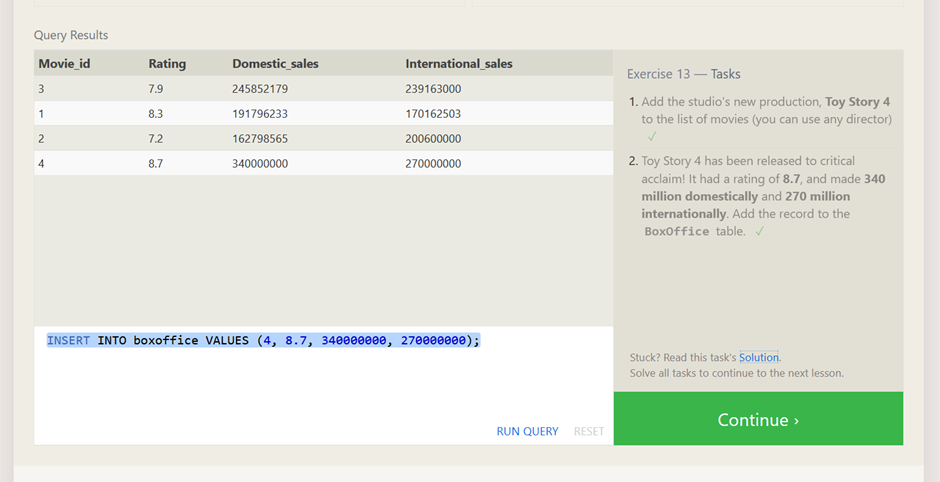 Query Results
Movie_id Rating Domestic_sales International_sales
3 7.9 245852179 239163000
1 8.3 191796233 170162503
2 7.2 162798565 200600000
4 8.7 340000000 270000000
INSERT INTO boxoffice VALUES (4, 8.7, 340000000, 270000000);
RUN QUERY RESET
Exercise 13 — Tasks
1. Add the studio's new production, Toy Story 4
to the list of movies (you can use any director)
✓
2. Toy Story 4 has been released to critical
acclaim! It had a rating of 8.7, and made 340
million domestically and 270 million
internationally. Add the record to the
BoxOffice table. ✓
Stuck? Read this task's Solution.
Solve all tasks to continue to the next lesson.
Continue ›